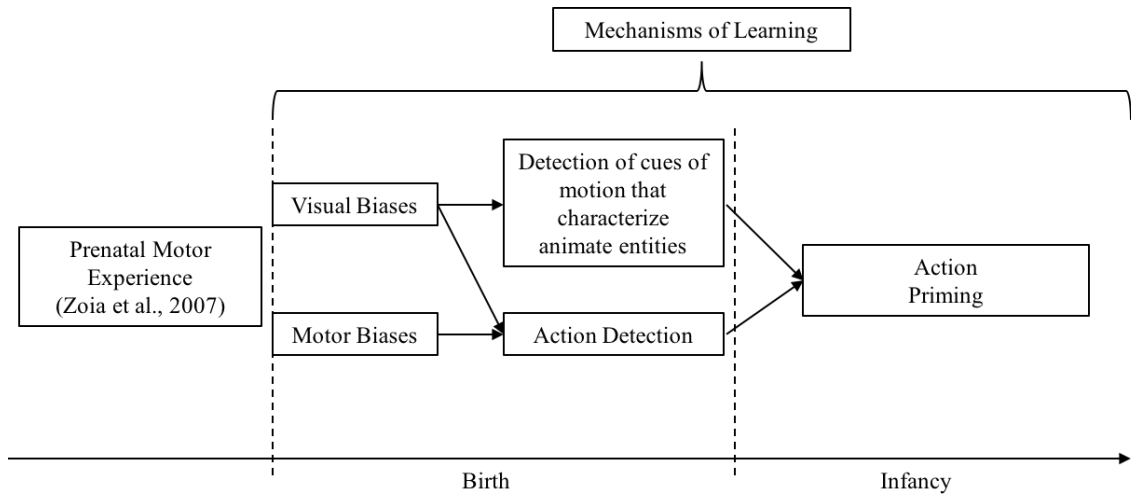 Mechanisms of Learning
Prenatal Motor
Experience
(Zoia et al., 2007)
Visual Biases
Motor Biases
Detection of cues of
motion that
characterize
animate entities
Action Detection
Action
Priming
Birth
Infancy